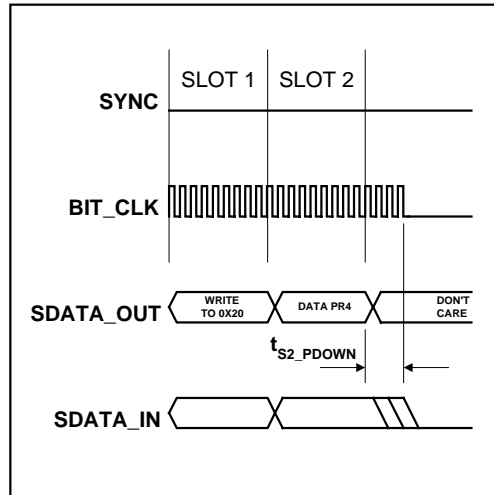 SLOT 1 SLOT 2
SYNC
BIT_CLK
SDATA_OUT
WRITE
TO 0X20
DATA PR4
DON'T
CARE
tS2_PDOWN
SDATA_IN